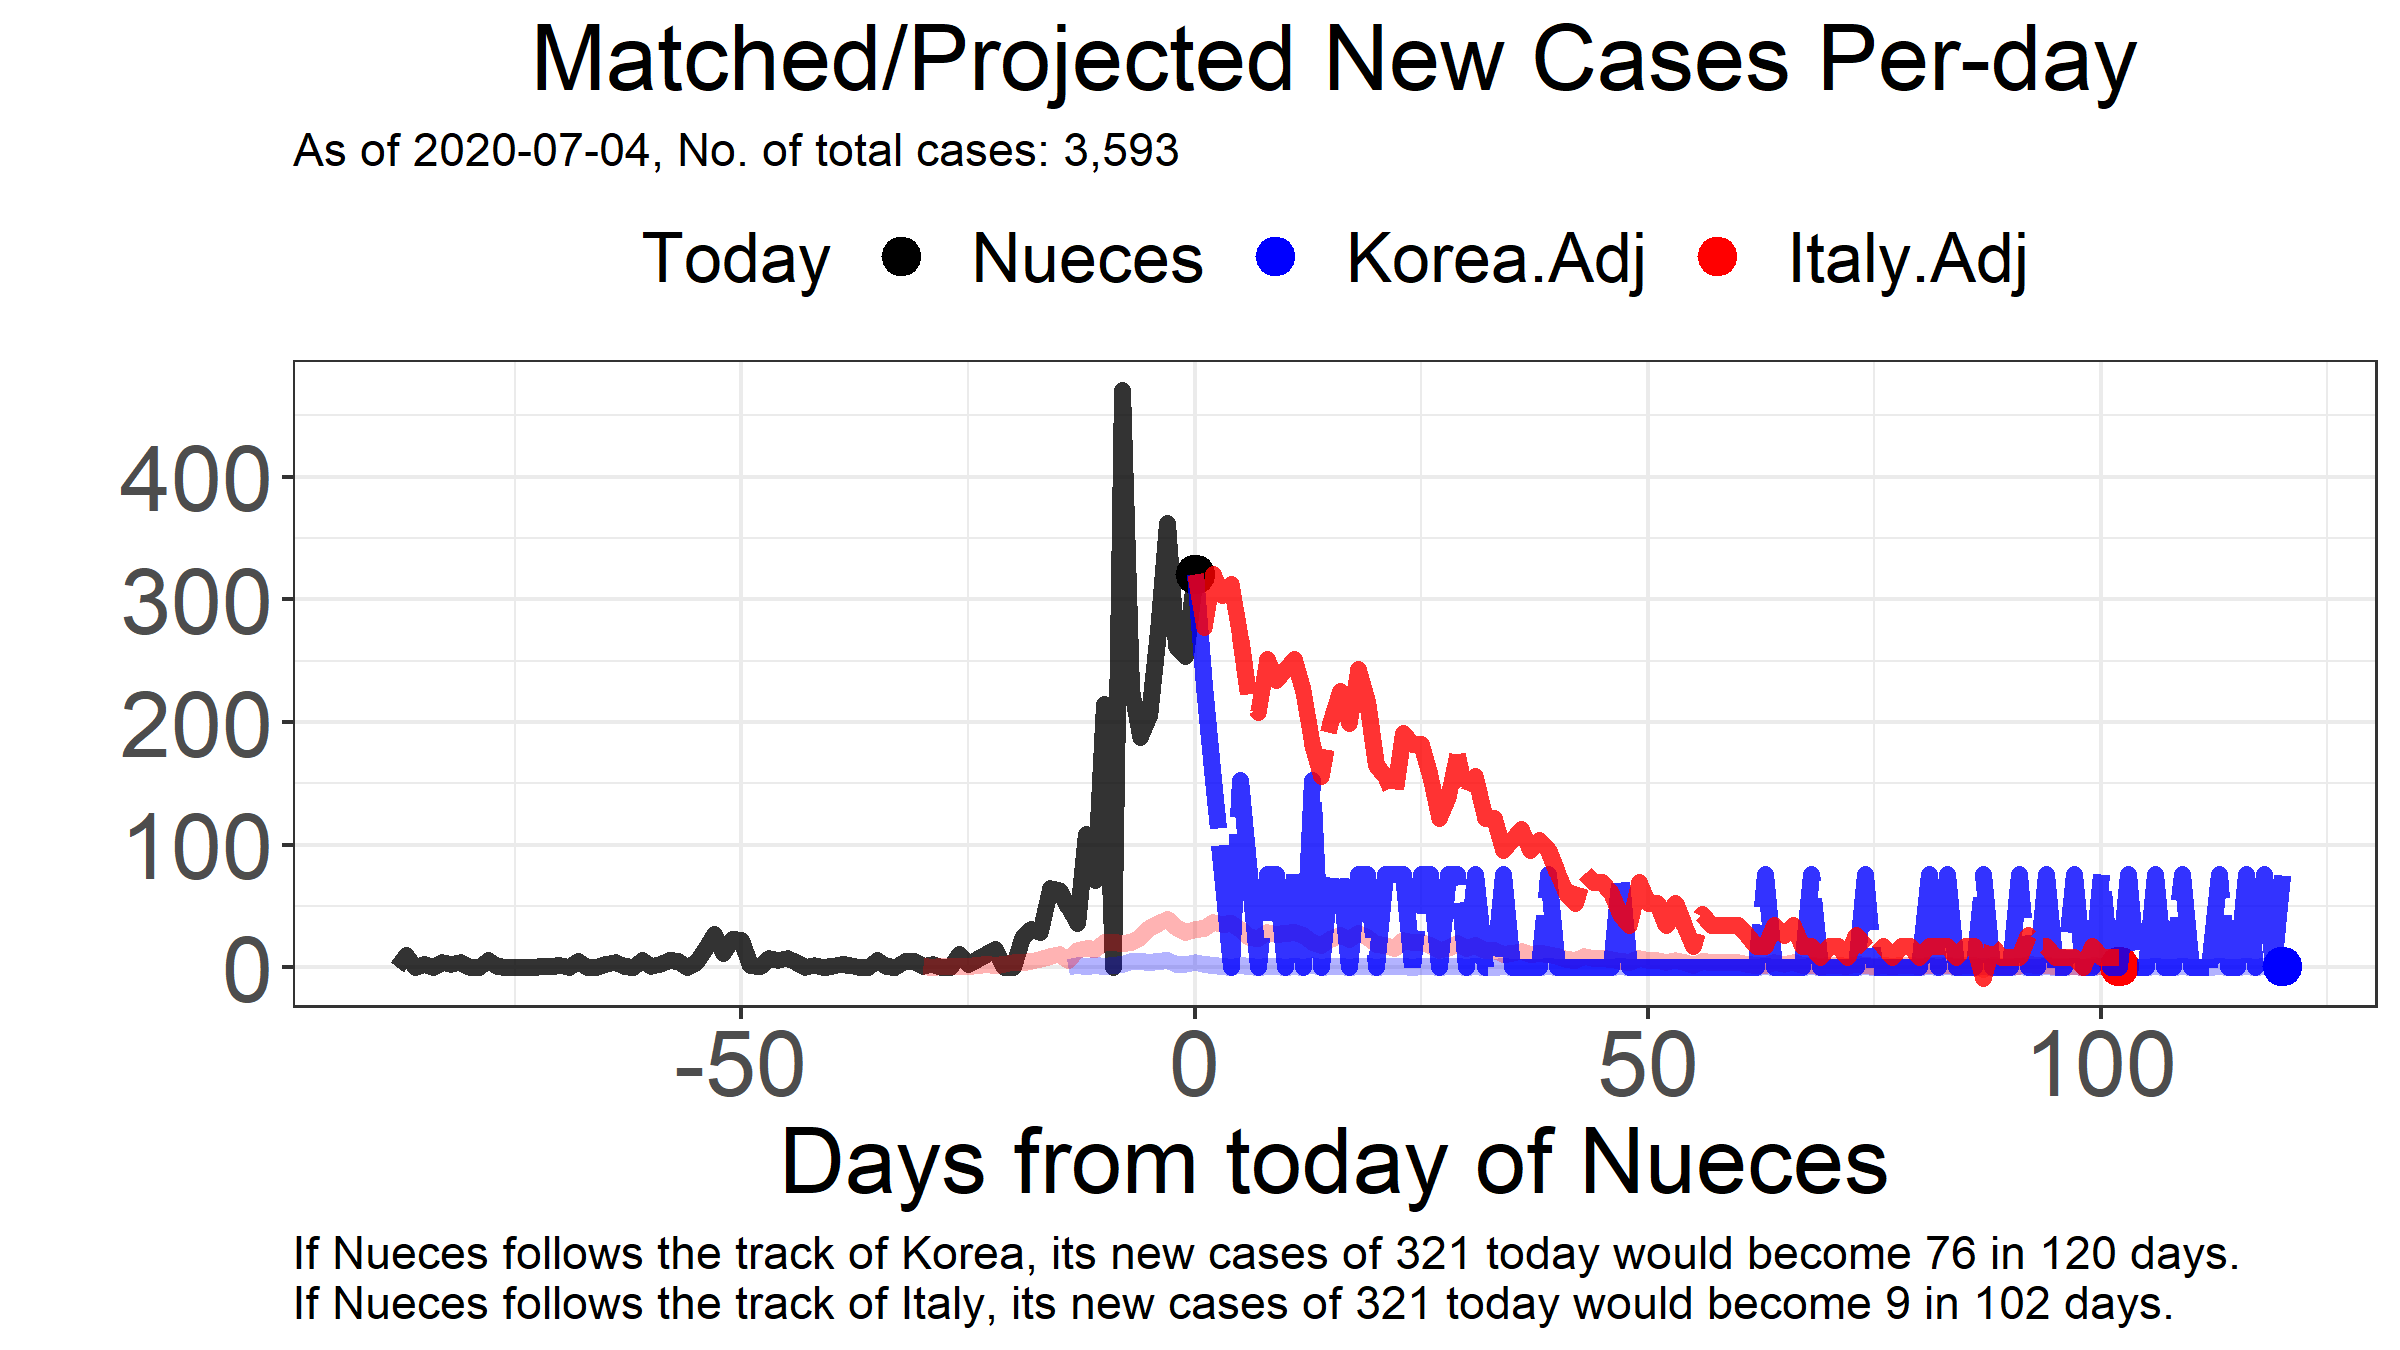 Matched/Projected New Cases Per-day
As of 2020-07-04, No. of total cases: 3,593
Today Nueces Korea.Adj Italy.Adj
400
300
200
100
0
-50 0 50 100
Days from today of Nueces
If Nueces follows the track of Korea, its new cases of 321 today would become 76 in 120 days.
If Nueces follows the track of Italy, its new cases of 321 today would become 9 in 102 days.